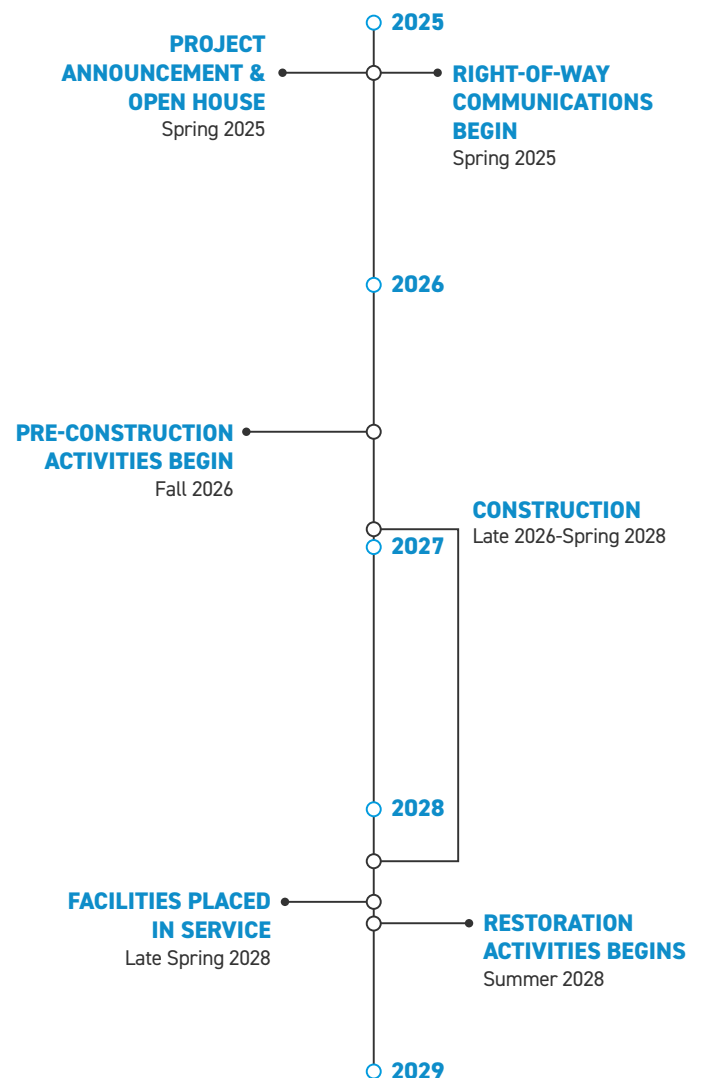 2025
PROJECT
ANNOUNCEMENT &
OPEN HOUSE
Spring 2025
RIGHT-OF-WAY
COMMUNICATIONS
BEGIN
Spring 2025
2026
PRE-CONSTRUCTION
ACTIVITIES BEGIN
Fall 2026
CONSTRUCTION
Late 2026-Spring 2028
2027
2028
FACILITIES PLACED
IN SERVICE
Late Spring 2028
RESTORATION
ACTIVITIES BEGINS
Summer 2028
2029